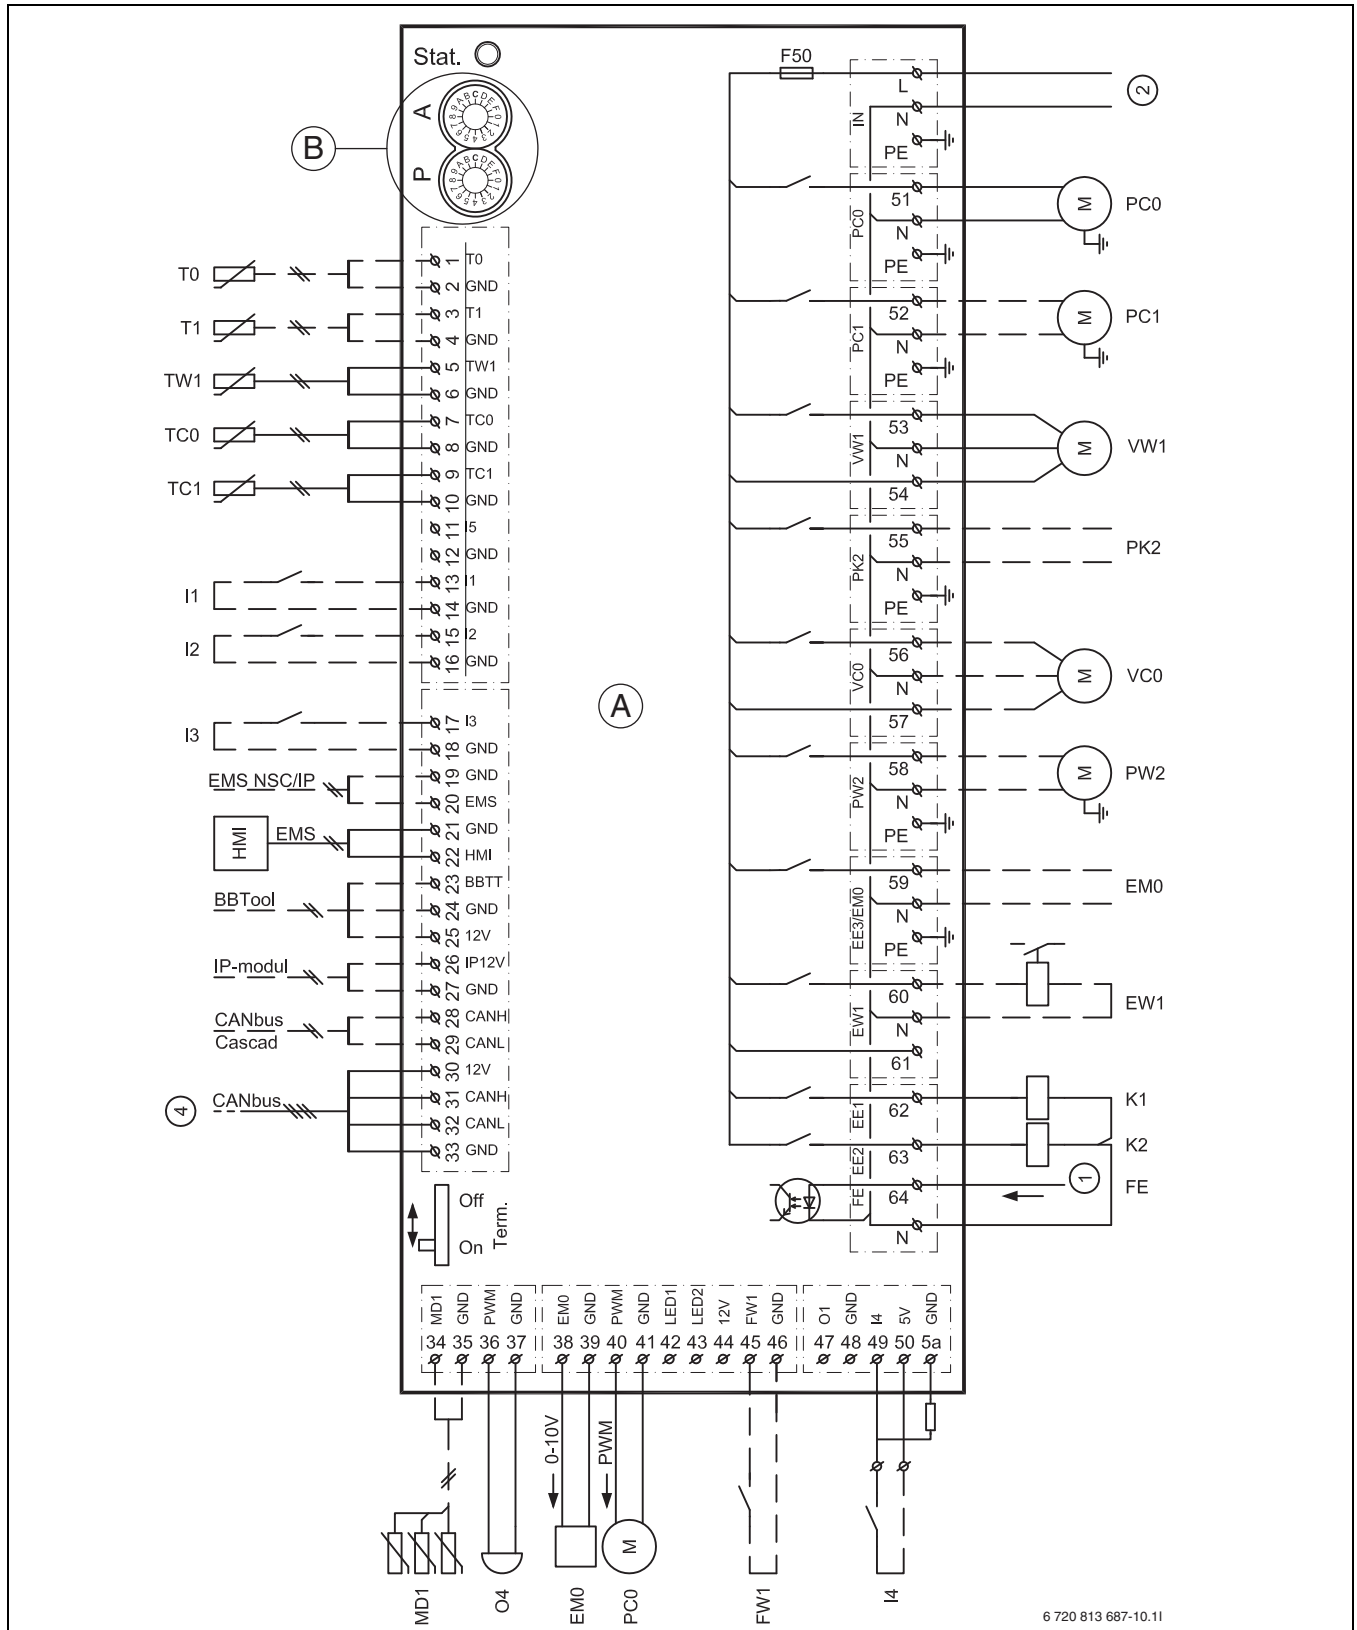 Stat.
A
P
B
A
T0
1 T0
2 GND
T1
3 T1
4 GND
TW1
5 TW1
6 GND
TC0
7 TC0
8 GND
TC1
9 TC1
10 GND
11 I5
12 GND
I1
13 I1
14 GND
I2
15 I2
16 GND
I3
17 I3
18 GND
EMS NSC/IP
19 GND
20 EMS
HMI
EMS
21 GND
22 HMI
BBTool
23 BBTT
24 GND
25 12V
IP-modul
26 IP12V
27 GND
CANbus
Cascad
28 CANH
29 CANL
30 12V
4
CANbus
31 CANH
32 CANL
33 GND
Off
On
Term.
F50
IN
L
N
PE
2
PC0
51
N
PE
M
PC0
PC1
52
N
PE
M
PC1
VW1
53
N
54
M
VW1
PK2
55
N
PE
PK2
VC0
56
N
57
M
VC0
PW2
58
N
PE
M
PW2
EE3/EM0
59
N
PE
EM0
EW1
60
N
61
EW1
EE1
62
K1
EE2
63
K2
FE
64
N
1
FE
MD1 GND PWM GND
34 35 36 37
EM0 GND PWM GND LED1 LED2 12V FW1 GND
38 39 40 41 42 43 44 45 46
O1 GND I4 5V GND
47 48 49 50 5a
0-10V
PWM
M
MD1
O4
EM0
PC0
FW1
I4
6 720 813 687-10.1I